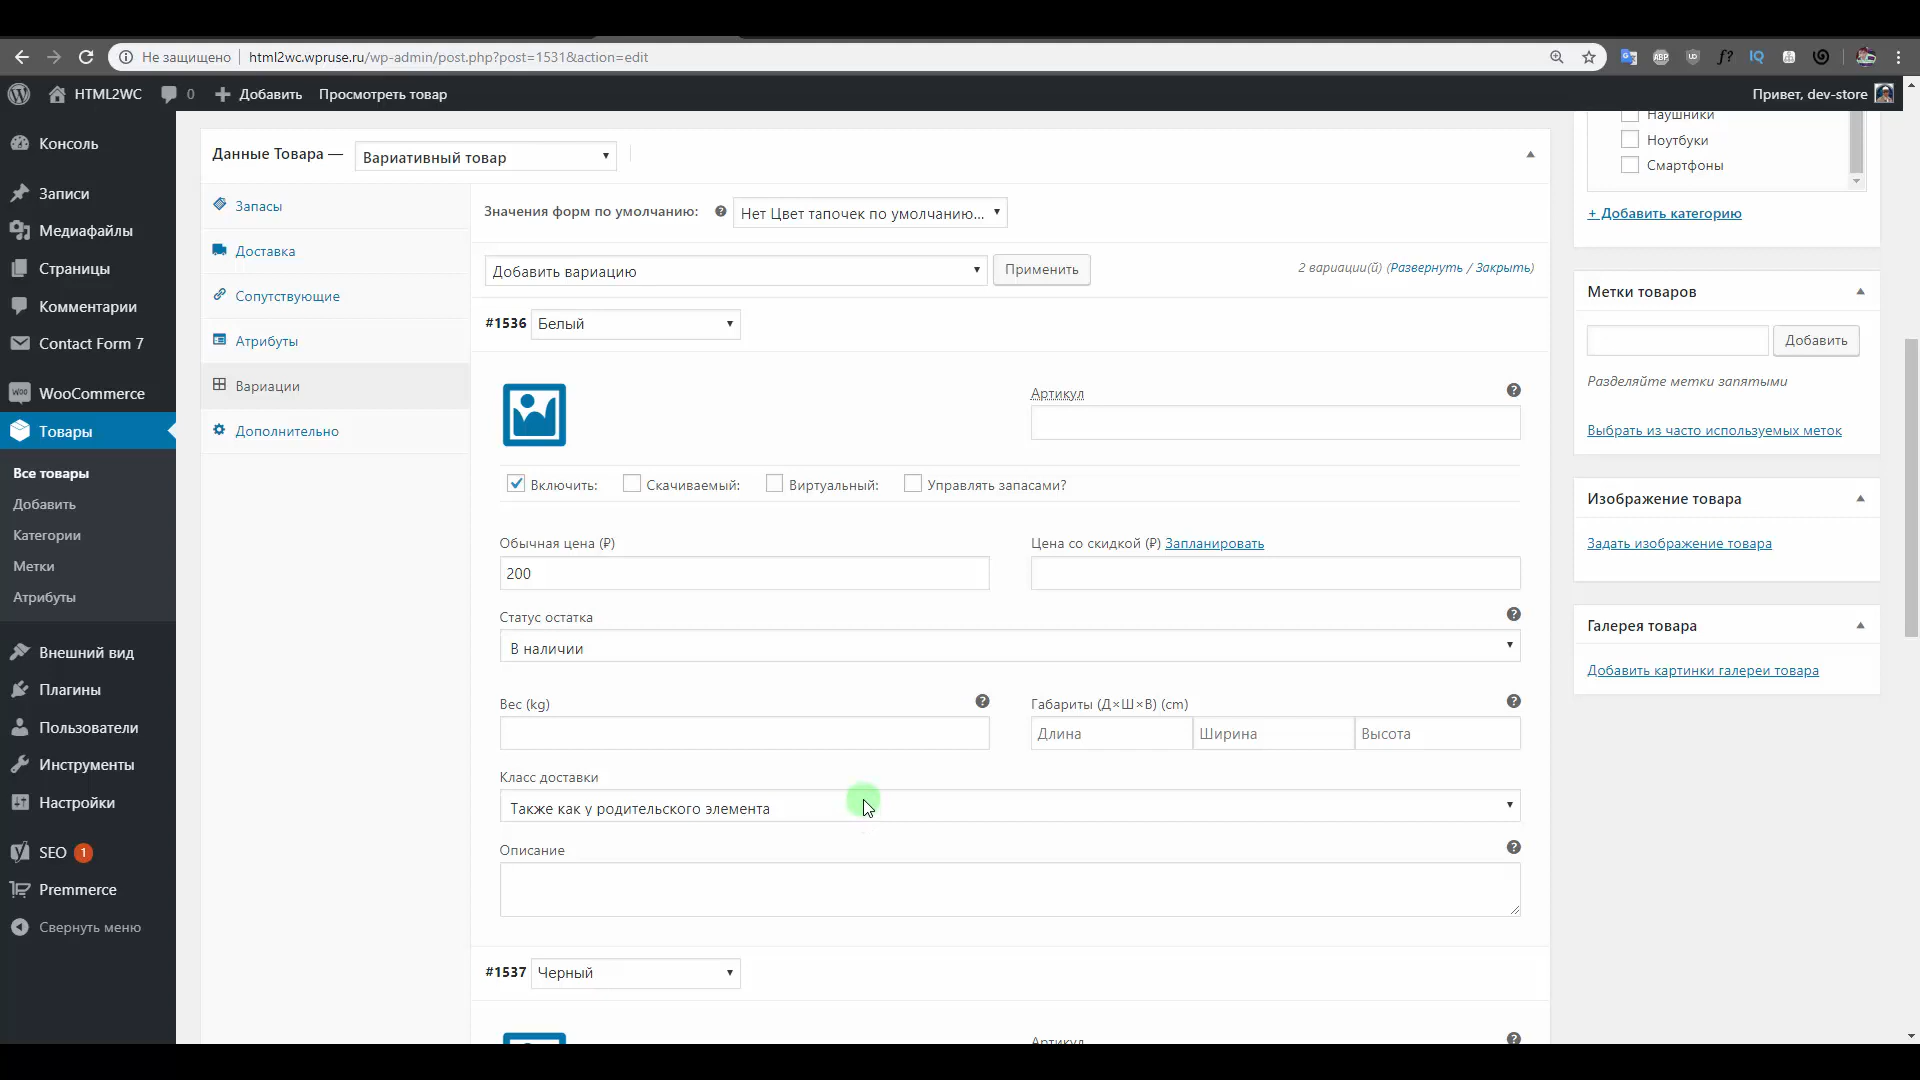 Не защищено html2wc.wpruse.ru/wp-admin/post.php?post=1531&action=edit
HTML2WC 0 Добавить Просмотреть товар Привет, dev-store
Консоль
Записи
Медиафайлы
Страницы
Комментарии
Contact Form 7
WooCommerce
Товары
Все товары
Добавить
Категории
Метки
Атрибуты
Внешний вид
Плагины
Пользователи
Инструменты
Настройки
SEO 1
Premmerce
Свернуть меню
Данные Товара — Вариативный товар
Запасы
Доставка
Сопутствующие
Атрибуты
Вариации
Дополнительно
Значения форм по умолчанию: Нет Цвет тапочек по умолчанию...
Добавить вариацию Применить 2 вариации(й) (Развернуть / Закрыть)
#1536 Белый
Артикул
Включить: Скачиваемый: Виртуальный: Управлять запасами?
Обычная цена (₽) Цена со скидкой (₽) Запланировать
200
Статус остатка
В наличии
Вес (kg) Габариты (Д×Ш×В) (cm)
Длина Ширина Высота
Класс доставки
Также как у родительского элемента
Описание
#1537 Черный
Артикул
Наушники
Ноутбуки
Смартфоны
+ Добавить категорию
Метки товаров
Добавить
Разделяйте метки запятыми
Выбрать из часто используемых меток
Изображение товара
Задать изображение товара
Галерея товара
Добавить картинки галереи товара